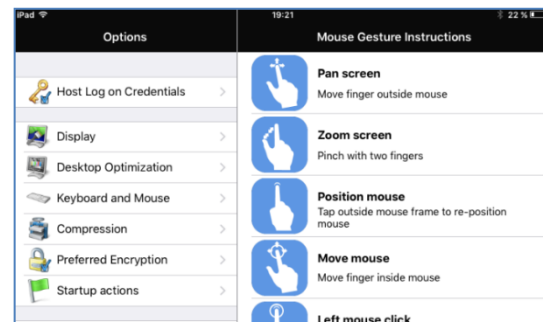 iPad 19:21 22 %
Options
Mouse Gesture Instructions
Host Log on Credentials
Display
Desktop Optimization
Keyboard and Mouse
Compression
Preferred Encryption
Startup actions
Pan screen
Move finger outside mouse
Zoom screen
Pinch with two fingers
Position mouse
Tap outside mouse frame to re-position
mouse
Move mouse
Move finger inside mouse
Left mouse click